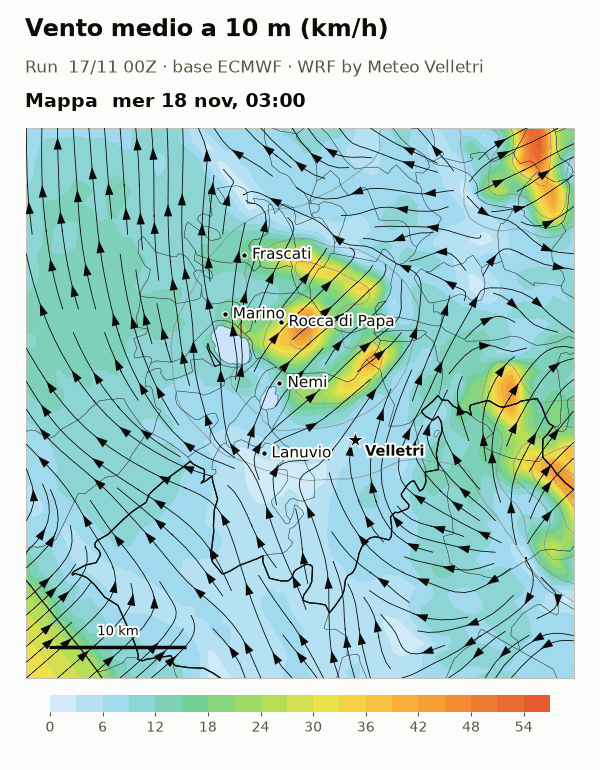 Vento medio a 10 m (km/h)
Run  17/11 00Z · base ECMWF · WRF by Meteo Velletri
Mappa  mer 18 nov, 03:00
Frascati
Marino
Rocca di Papa
Nemi
Velletri
Lanuvio
10 km
0 6 12 18 24 30 36 42 48 54